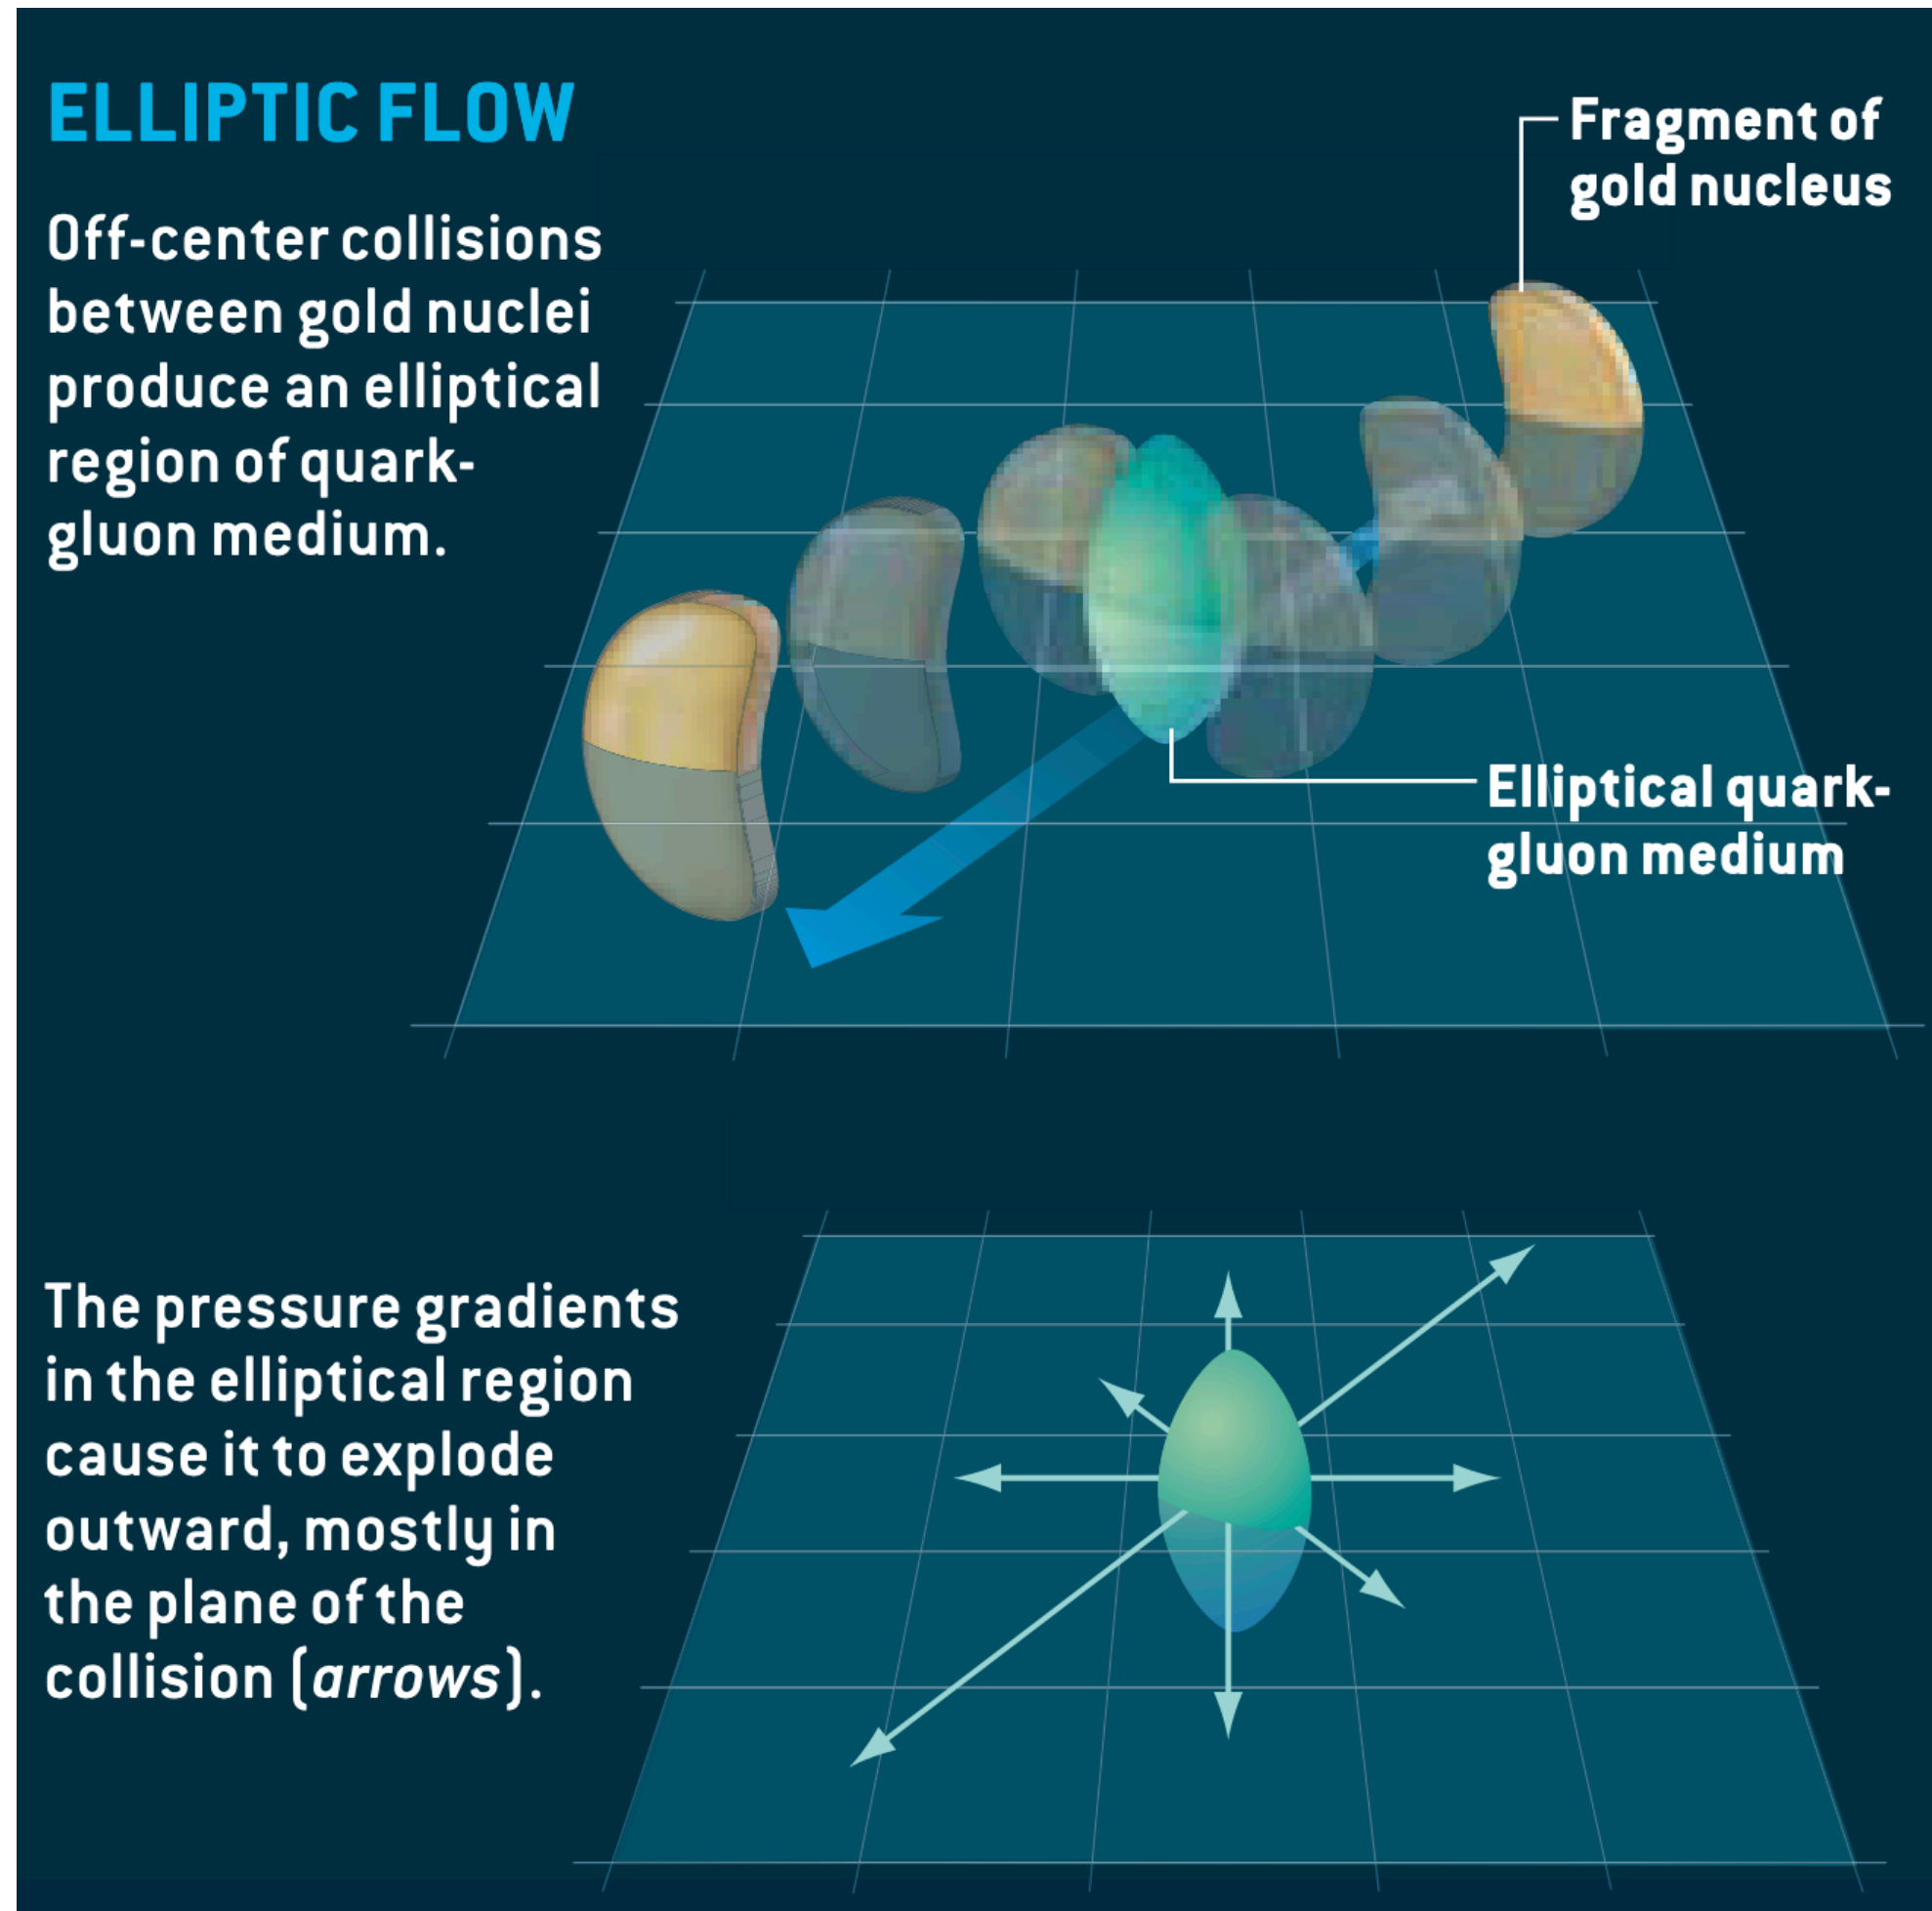 ELLIPTIC FLOW
Off-center collisions
between gold nuclei
produce an elliptical
region of quark-
gluon medium.
Fragment of
gold nucleus
Elliptical quark-
gluon medium
The pressure gradients
in the elliptical region
cause it to explode
outward, mostly in
the plane of the
collision (arrows).